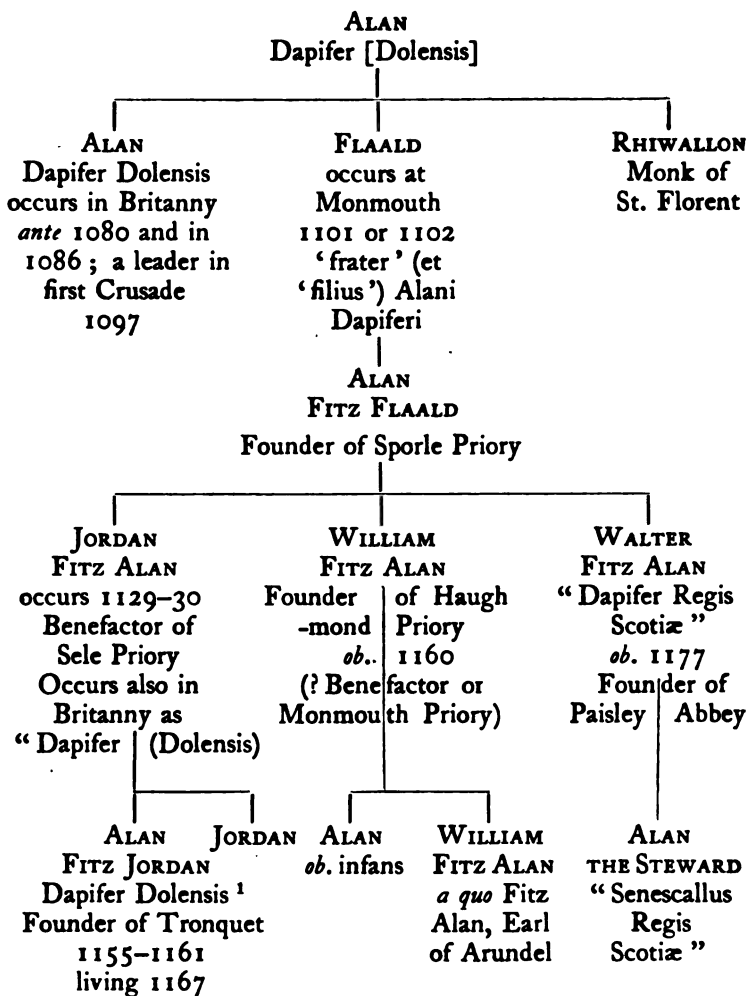 ALAN
Dapifer [Dolensis]
ALAN
Dapifer Dolensis
occurs in Britanny
ante 1080 and in
1086 ; a leader in
first Crusade
1097
FLAALD
occurs at
Monmouth
1101 or 1102
‘ frater ’ (et
‘ filius ’) Alani
Dapiferi
RHIWALLON
Monk of
St. Florent
ALAN
FITZ FLAALD
Founder of Sporle Priory
JORDAN
FITZ ALAN
occurs 1129–30
Benefactor of
Sele Priory
Occurs also in
Britanny as
“ Dapifer (Dolensis)
WILLIAM
FITZ ALAN
Founder of Haugh
-mond Priory
ob.. 1160
(? Benefactor or
Monmouth Priory)
WALTER
FITZ ALAN
“ Dapifer Regis
Scotiæ ”
ob. 1177
Founder of
Paisley Abbey
ALAN
FITZ JORDAN
Dapifer Dolensis 1
Founder of Tronquet
1155–1161
living 1167
JORDAN
ALAN
ob. infans
WILLIAM
FITZ ALAN
a quo Fitz
Alan, Earl
of Arundel
ALAN
THE STEWARD
“ Senescallus
Regis
Scotiæ ”